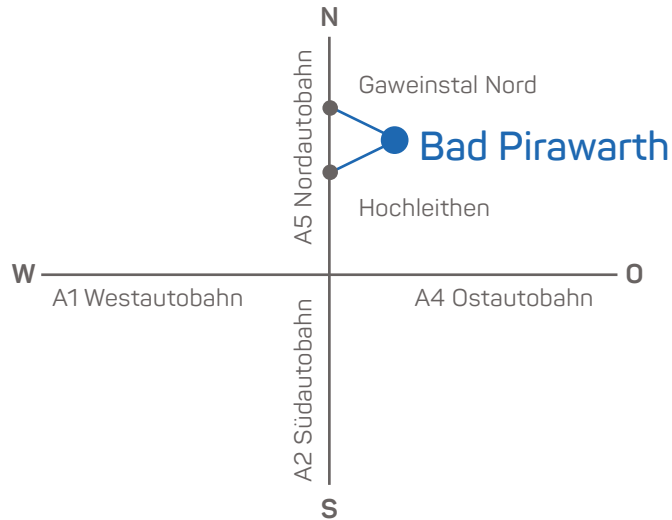 N
Gaweinstal Nord
A5 Nordautobahn
Bad Pirawarth
Hochleithen
W
O
A1 Westautobahn
A4 Ostautobahn
A2 Südautobahn
S